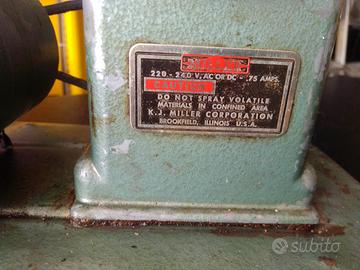 220 - 240 V, AC OR DC - .75 AMPS.
CAUTION
DO NOT SPRAY VOLATILE
MATERIALS IN CONFINED AREA
K.J. MILLER CORPORATION
BROOKFIELD, ILLINOIS U.S.A.
subito